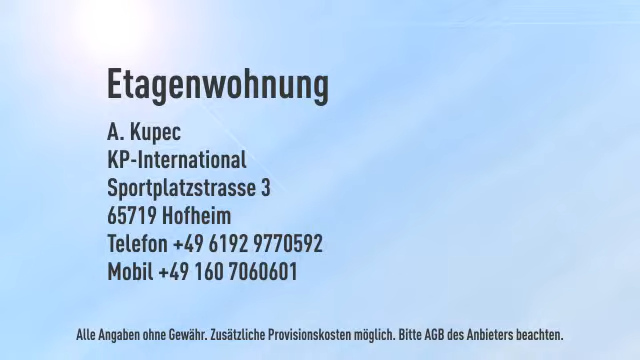 Etagenwohnung
A. Kupec
KP-International
Sportplatzstrasse 3
65719 Hofheim
Telefon +49 6192 9770592
Mobil +49 160 7060601
Alle Angaben ohne Gewähr. Zusätzliche Provisionskosten möglich. Bitte AGB des Anbieters beachten.